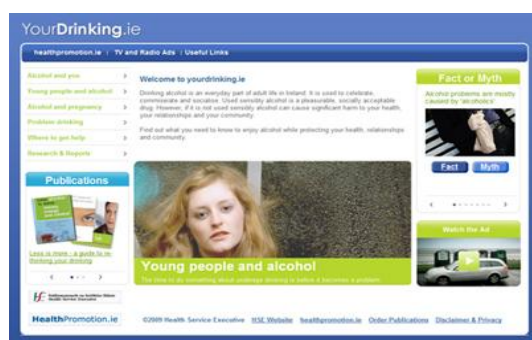 YourDrinking.ie
healthpromotion.ie | TV and Radio Ads | Useful Links
Alcohol and you
Young people and alcohol
Alcohol and pregnancy
Problem drinking
Where to get help
Research & Reports
Publications
Less is more - a guide to re-
thinking your drinking
Welcome to yourdrinking.ie
Drinking alcohol is an everyday part of adult life in Ireland. It is used to celebrate,
commiserate and socialise. Used sensibly alcohol is a pleasurable, socially acceptable
drug. However, if it is not used sensibly alcohol can cause significant harm to your health,
your relationships and your community.
Find out what you need to know to enjoy alcohol while protecting your health, relationships
and community.
Young people and alcohol
The time to do something about underage drinking is before it becomes a problem
Fact or Myth
Alcohol problems are mostly
caused by 'alcoholics'
Fact Myth
Watch the Ad
Health Service Executive
HealthPromotion.ie
©2009 Health Service Executive HSE Website healthpromotion.ie Order Publications Disclaimer & Privacy